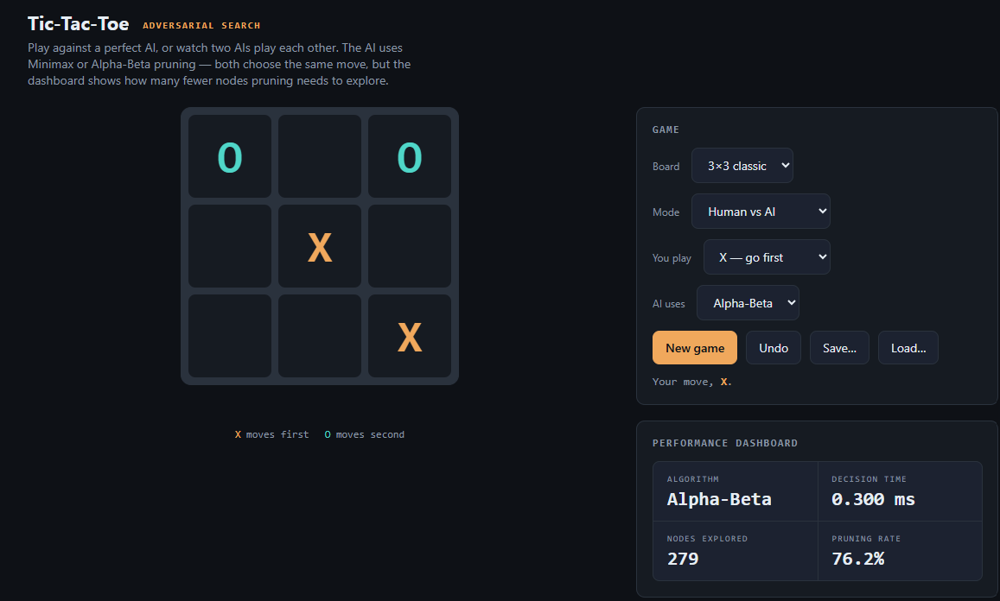 Tic-Tac-Toe ADVERSARIAL SEARCH
Play against a perfect AI, or watch two AIs play each other. The AI uses
Minimax or Alpha-Beta pruning — both choose the same move, but the
dashboard shows how many fewer nodes pruning needs to explore.
O O
X
X
X moves first O moves second
GAME
Board 3×3 classic
Mode Human vs AI
You play X — go first
AI uses Alpha-Beta
New game Undo Save... Load...
Your move, X.
PERFORMANCE DASHBOARD
ALGORITHM DECISION TIME
Alpha-Beta 0.300 ms
NODES EXPLORED PRUNING RATE
279 76.2%